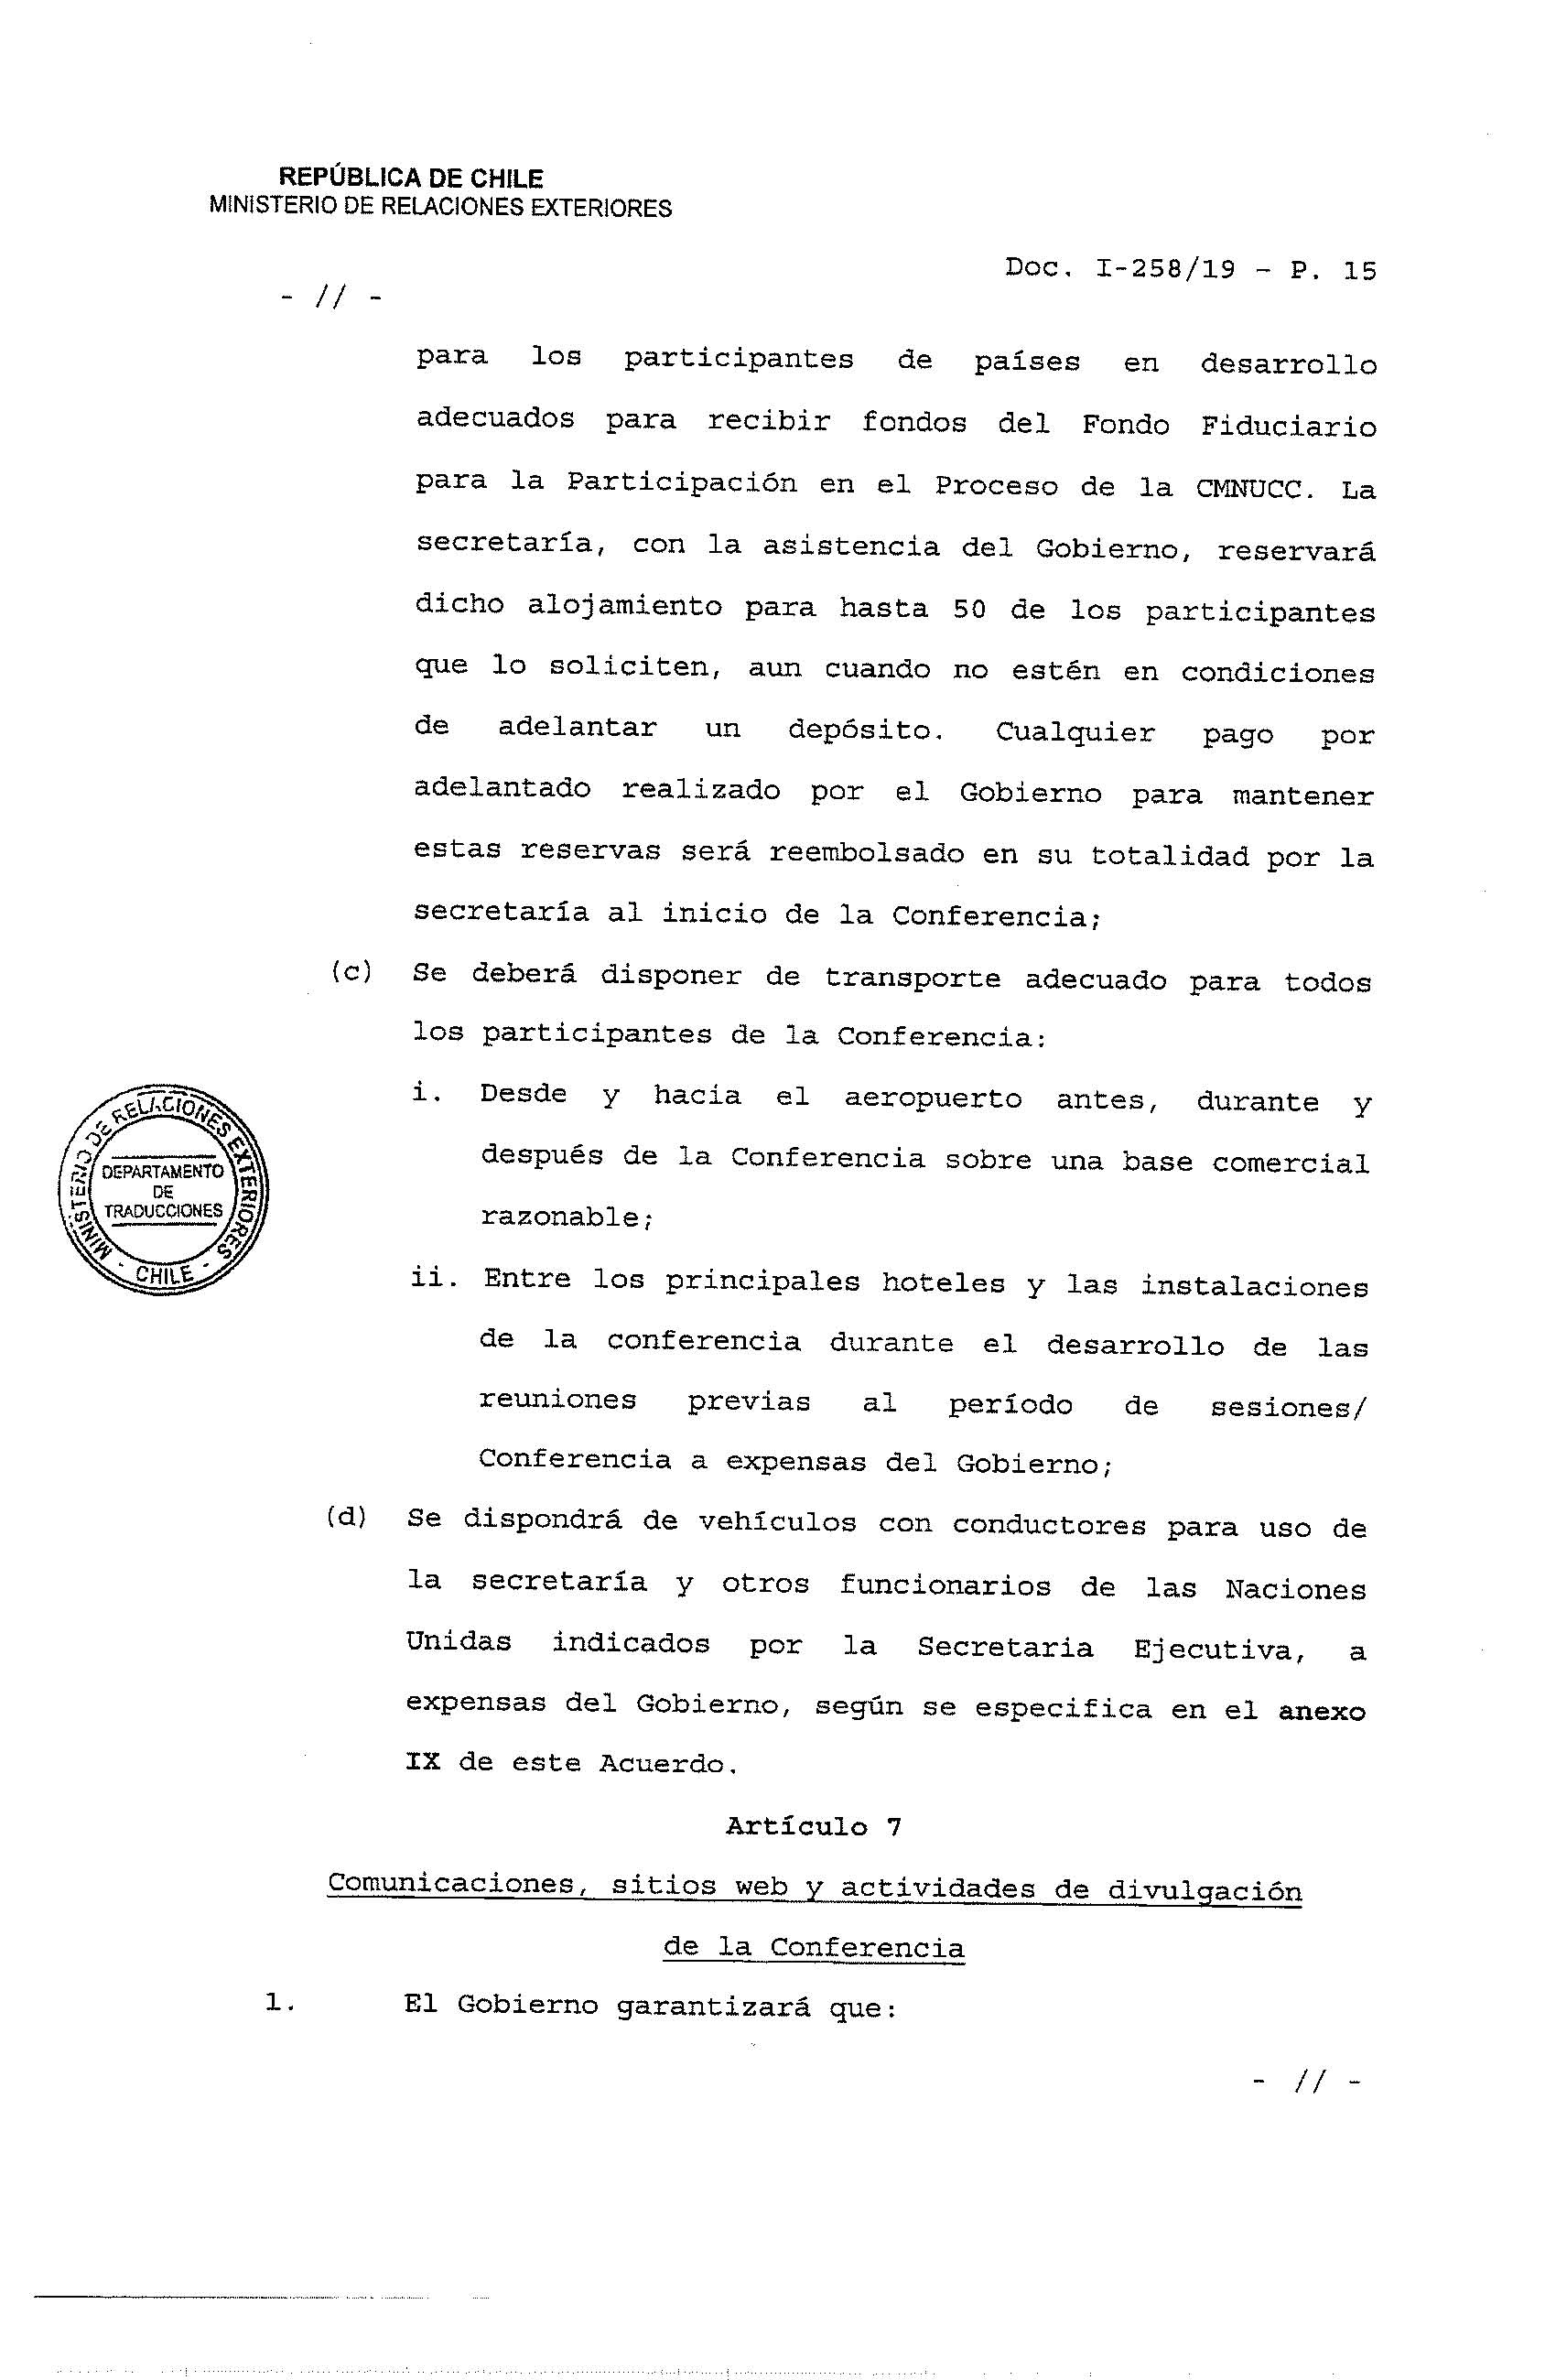 REPÚBLICA DE CHILE
MINISTERIO DE RELACIONES EXTERIORES
Doc. I-258/19 - P. 15
- // -
para los participantes de países en desarrollo
adecuados para recibir fondos del Fondo Fiduciario
para la Participación en el Proceso de la CMNUCC. La
secretaría, con la asistencia del Gobierno, reservará
dicho alojamiento para hasta 50 de los participantes
que lo soliciten, aun cuando no estén en condiciones
de adelantar un depósito. Cualquier pago por
adelantado realizado por el Gobierno para mantener
estas reservas será reembolsado en su totalidad por la
secretaría al inicio de la Conferencia;
(c) Se deberá disponer de transporte adecuado para todos
los participantes de la Conferencia:
i. Desde y hacia el aeropuerto antes, durante y
después de la Conferencia sobre una base comercial
razonable;
ii. Entre los principales hoteles y las instalaciones
de la conferencia durante el desarrollo de las
reuniones previas al período de sesiones/
Conferencia a expensas del Gobierno;
(d) Se dispondrá de vehículos con conductores para uso de
la secretaría y otros funcionarios de las Naciones
Unidas indicados por la Secretaria Ejecutiva, a
expensas del Gobierno, según se especifica en el anexo
IX de este Acuerdo.
MINISTERIO DE RELACIONES EXTERIORES
DEPARTAMENTO
DE
TRADUCCIONES
- CHILE -
Artículo 7
Comunicaciones, sitios web y actividades de divulgación
de la Conferencia
1. El Gobierno garantizará que:
- // -